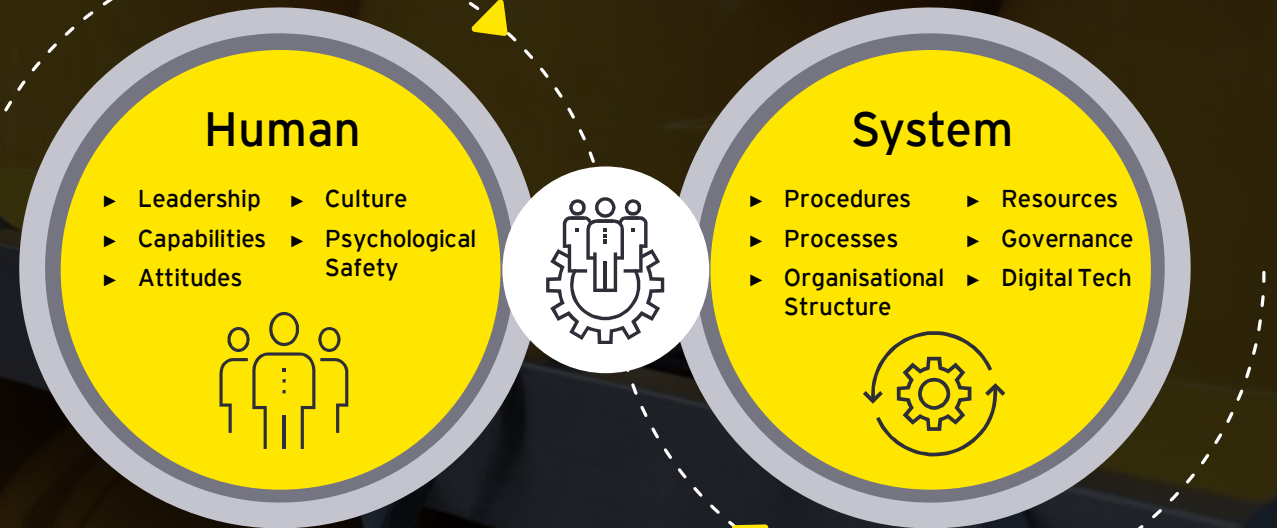 Human
► Leadership
► Capabilities
► Attitudes
► Culture
► Psychological
Safety
System
► Procedures
► Processes
► Organisational
Structure
► Resources
► Governance
► Digital Tech